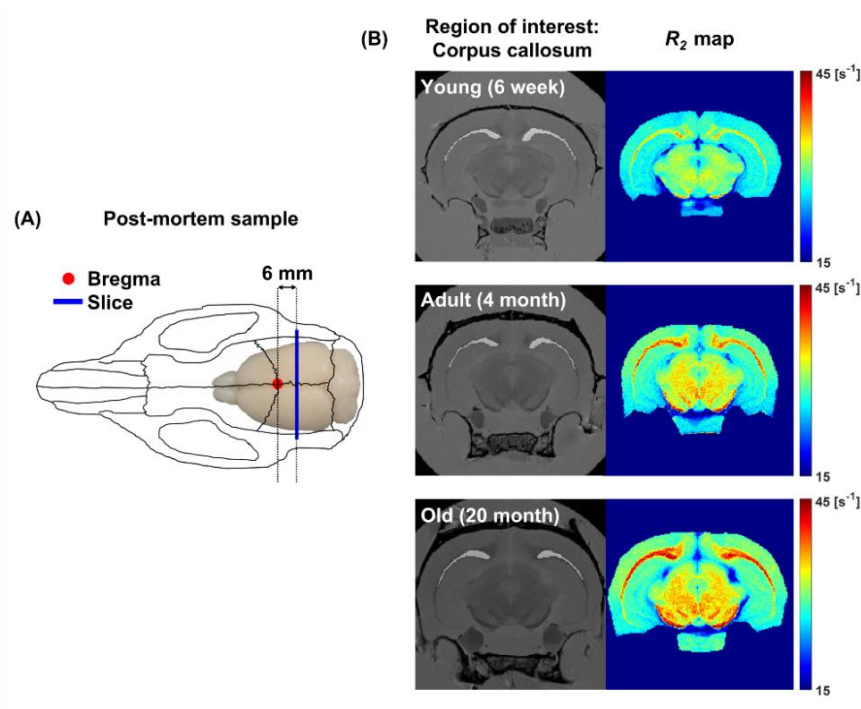 (A)
Post-mortem sample
Bregma
Slice
6 mm
(B)
Region of interest:
Corpus callosum
R₂ map
Young (6 week)
45 [s⁻¹]
15
Adult (4 month)
45 [s⁻¹]
15
Old (20 month)
45 [s⁻¹]
15